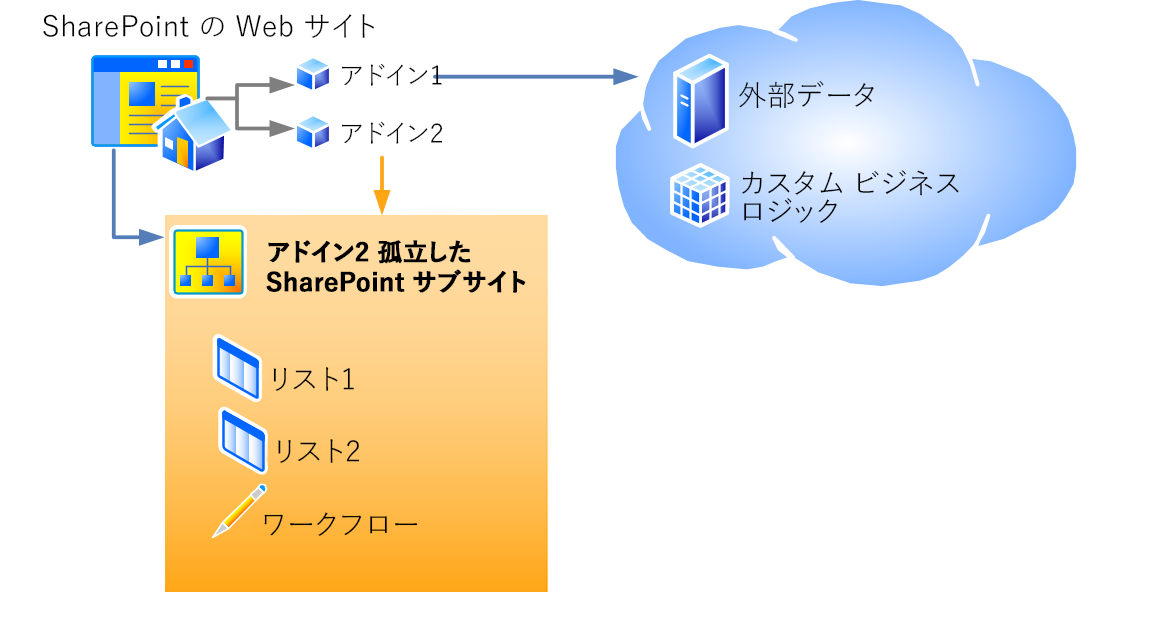 SharePoint の Web サイト
アドイン1
アドイン2
外部データ
カスタム ビジネス
ロジック
アドイン2 孤立した
SharePoint サブサイト
リスト1
リスト2
ワークフロー